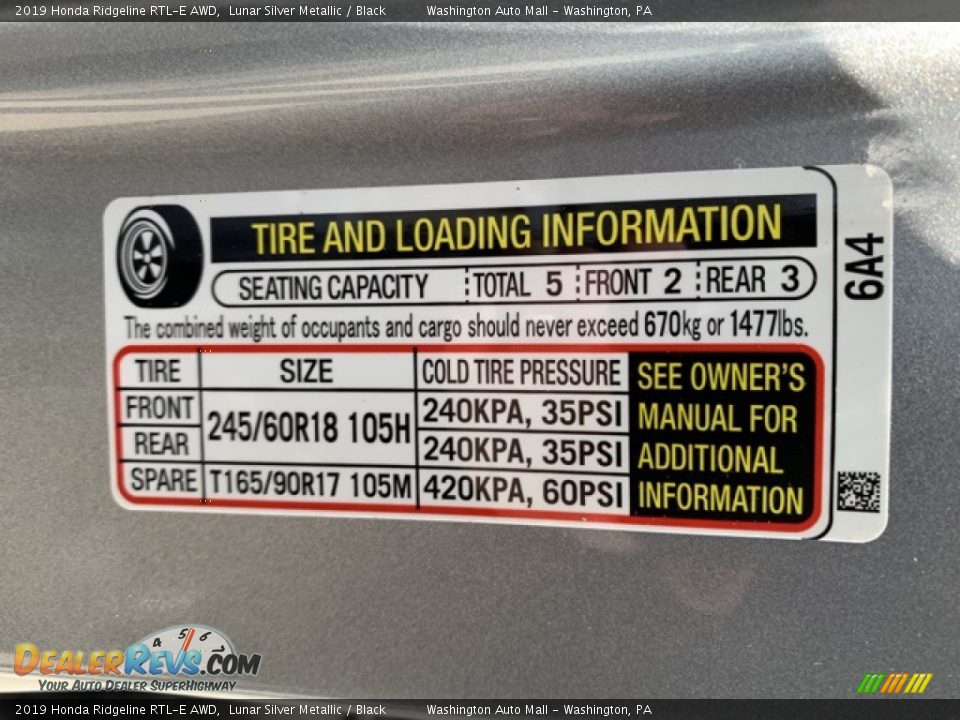 2019 Honda Ridgeline RTL-E AWD, Lunar Silver Metallic / Black Washington Auto Mall - Washington, PA
TIRE AND LOADING INFORMATION
SEATING CAPACITY TOTAL 5 FRONT 2 REAR 3
The combined weight of occupants and cargo should never exceed 670kg or 1477lbs.
TIRE SIZE COLD TIRE PRESSURE
FRONT 245/60R18 105H 240KPA, 35PSI
REAR 240KPA, 35PSI
SPARE T165/90R17 105M 420KPA, 60PSI
SEE OWNER'S
MANUAL FOR
ADDITIONAL
INFORMATION
6A4
4 5 6
DEALERREVS.COM
YOUR AUTO DEALER SUPERHIGHWAY
2019 Honda Ridgeline RTL-E AWD, Lunar Silver Metallic / Black Washington Auto Mall - Washington, PA